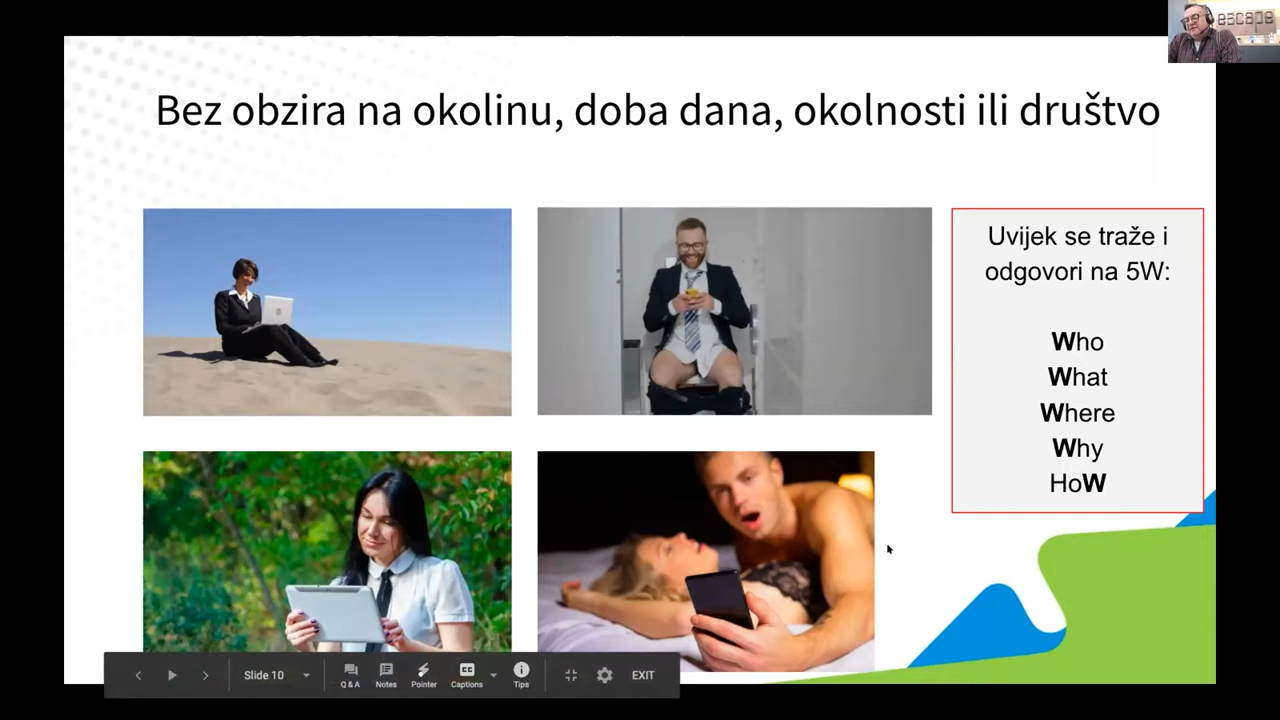 Bez obzira na okolinu, doba dana, okolnosti ili društvo
Uvijek se traže i
odgovori na 5W:
Who
What
Where
Why
HoW
Slide 10
Q & A
Notes
Pointer
CC
Captions
Tips
EXIT